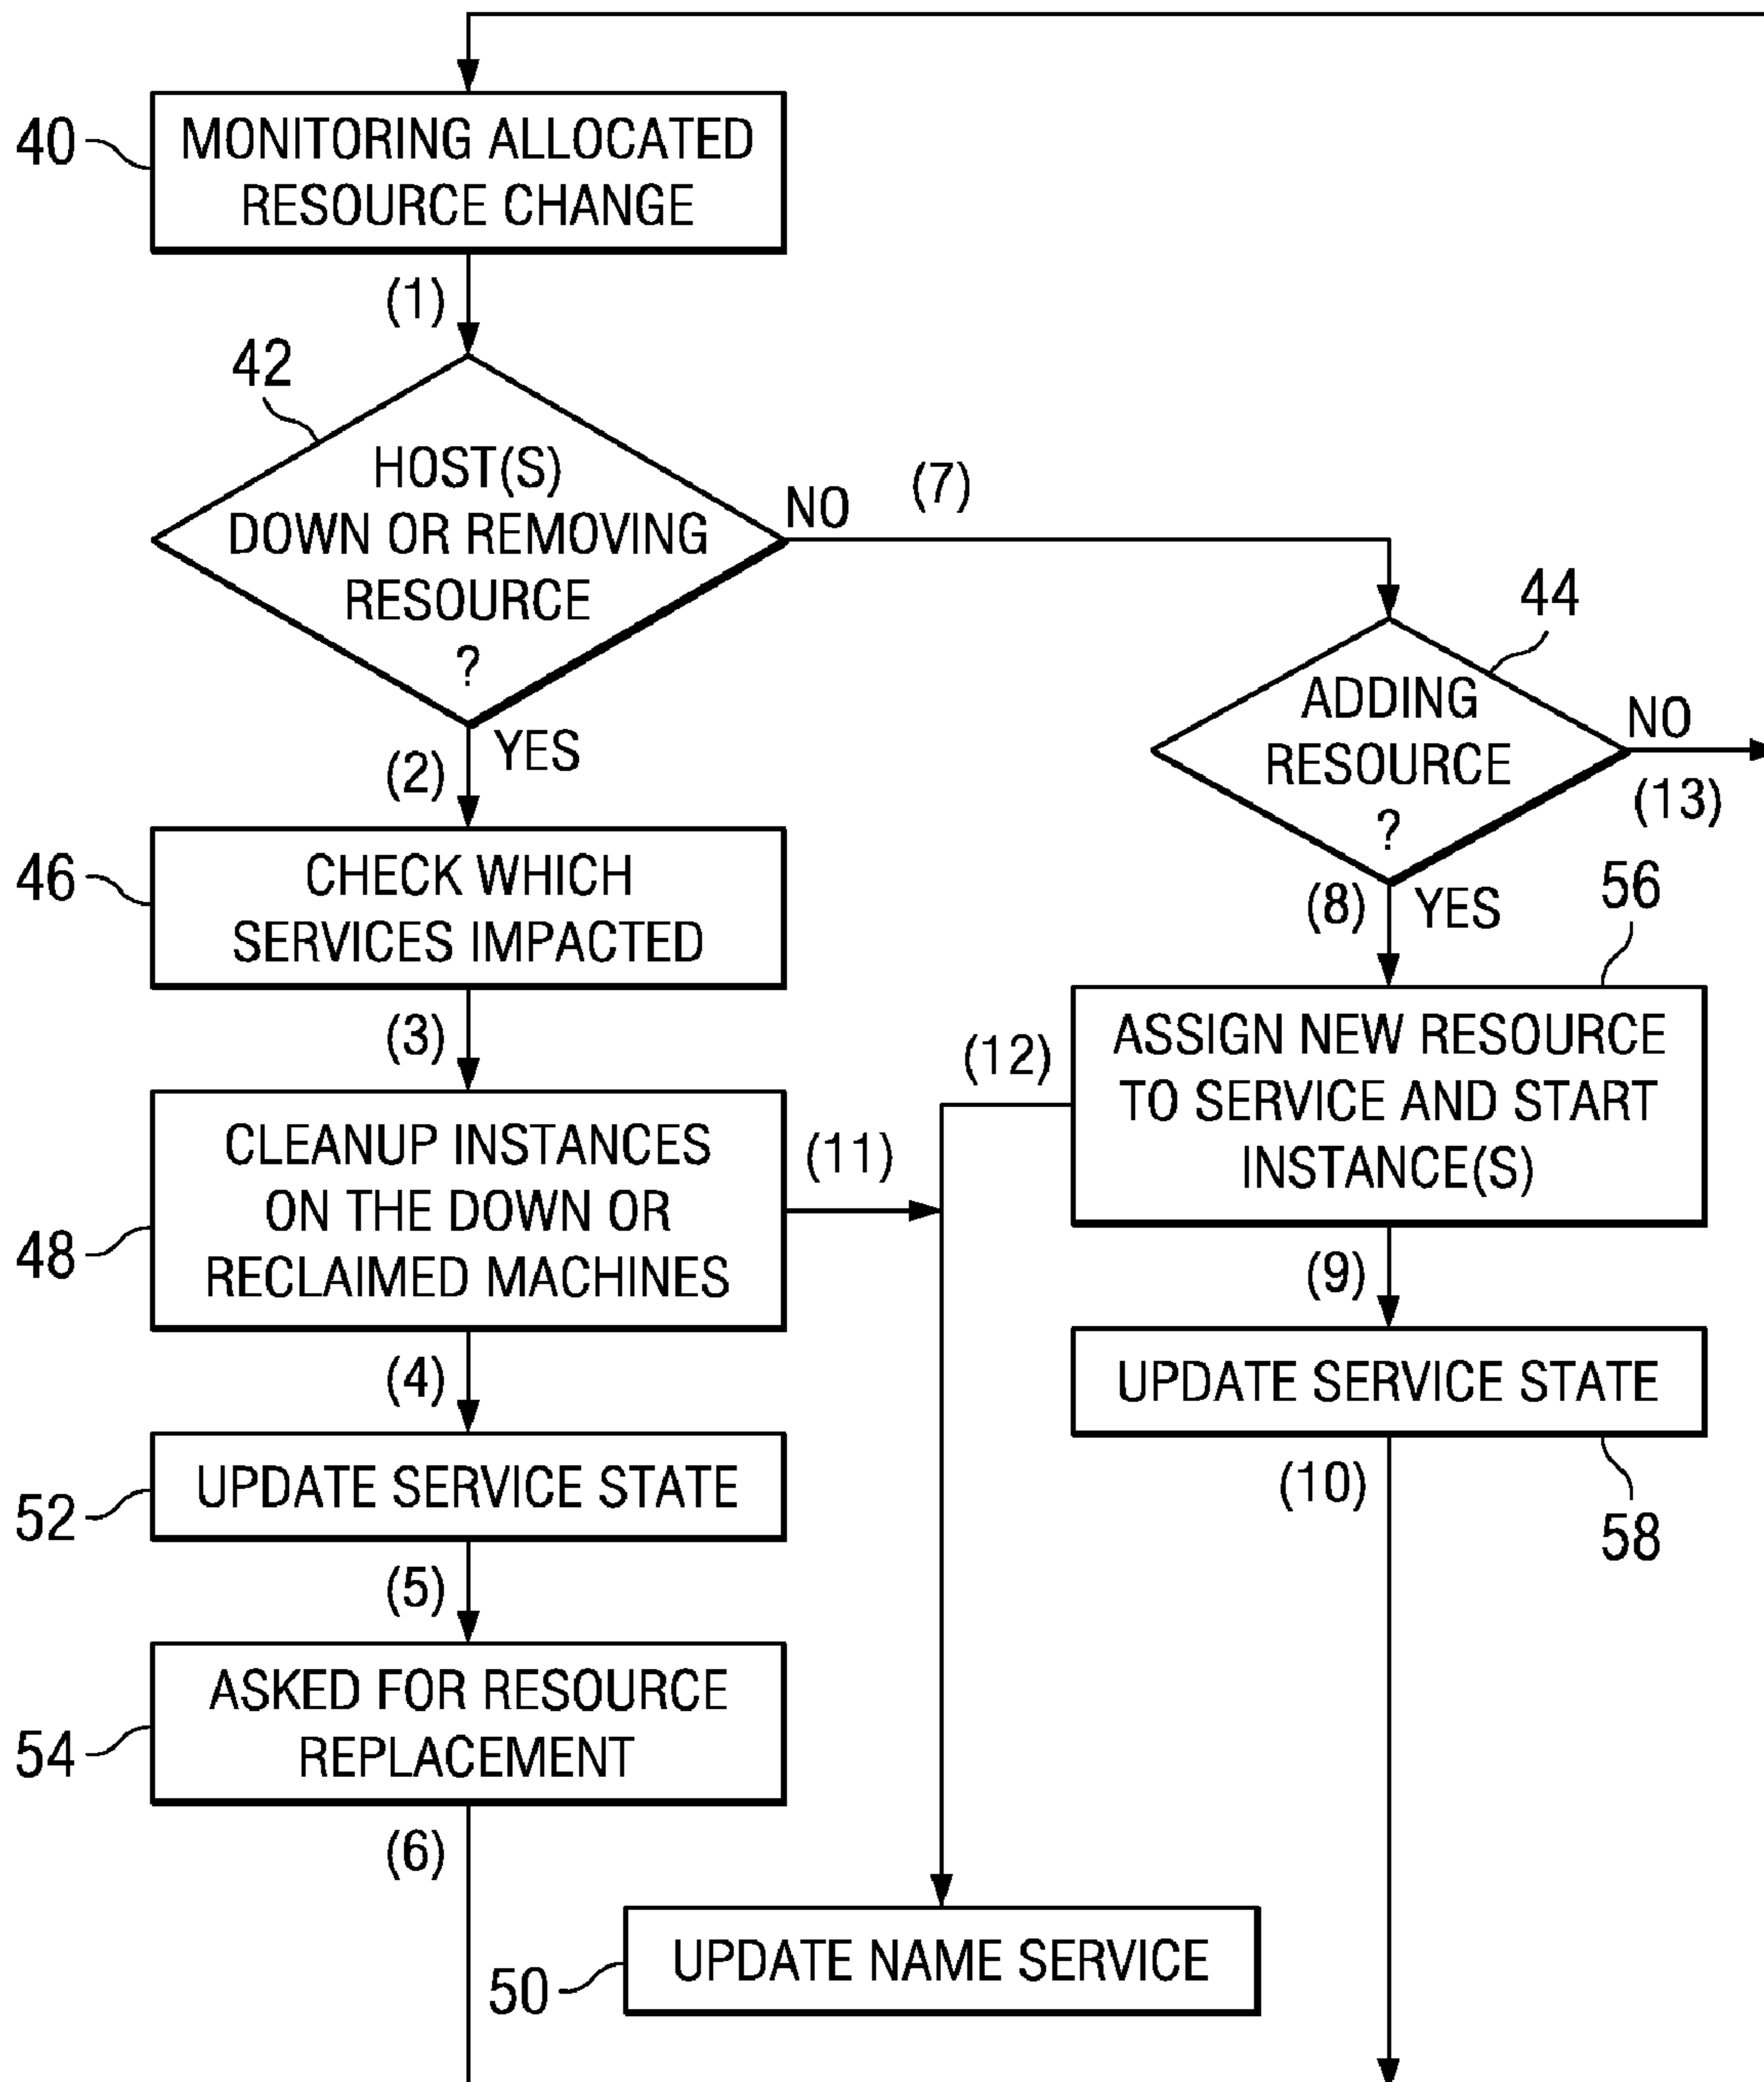 40
MONITORING ALLOCATED
RESOURCE CHANGE
(1)
42
HOST(S)
DOWN OR REMOVING
RESOURCE
?
NO
(7)
YES
(2)
44
ADDING
RESOURCE
?
NO
(13)
(8)
YES
46
CHECK WHICH
SERVICES IMPACTED
(3)
56
ASSIGN NEW RESOURCE
TO SERVICE AND START
INSTANCE(S)
(12)
48
CLEANUP INSTANCES
ON THE DOWN OR
RECLAIMED MACHINES
(11)
(9)
(4)
UPDATE SERVICE STATE
58
(10)
52
UPDATE SERVICE STATE
(5)
54
ASKED FOR RESOURCE
REPLACEMENT
(6)
50
UPDATE NAME SERVICE